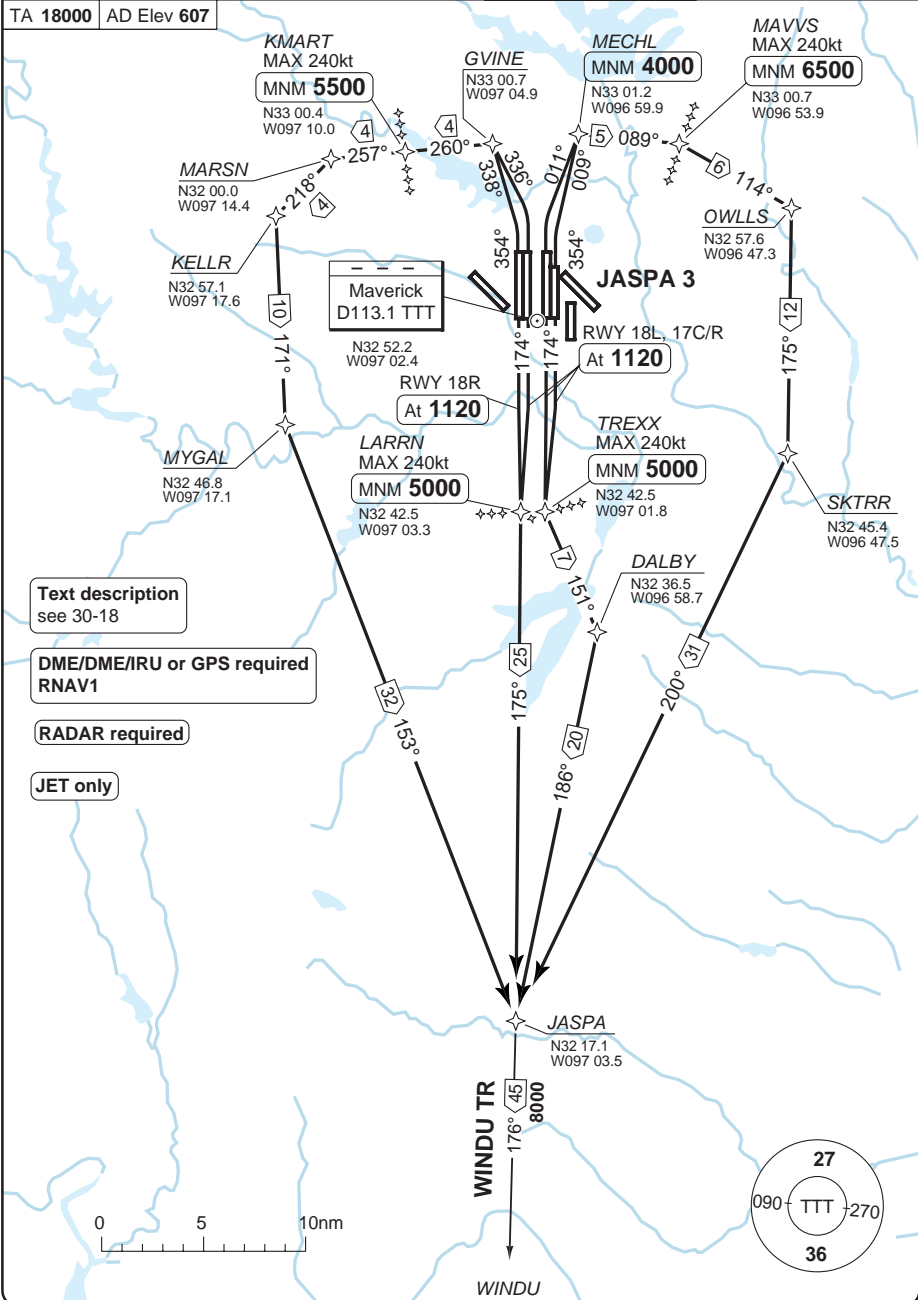 TA 18000
AD Elev 607
KMART
MAX 240kt
MNM 5500
N33 00.4
W097 10.0
GVINE
N33 00.7
W097 04.9
MECHL
MNM 4000
N33 01.2
W096 59.9
MAVVS
MAX 240kt
MNM 6500
N33 00.7
W096 53.9
MARSN
N32 00.0
W097 14.4
4
257°
4
260°
5
089°
6
114°
218°
4
336°
338°
011°
009°
OWLLS
N32 57.6
W096 47.3
KELLR
N32 57.1
W097 17.6
354°
354°
JASPA 3
Maverick
D113.1 TTT
N32 52.2
W097 02.4
10
171°
12
175°
174°
174°
RWY 18L, 17C/R
At 1120
RWY 18R
At 1120
MYGAL
N32 46.8
W097 17.1
LARRN
MAX 240kt
MNM 5000
N32 42.5
W097 03.3
TREXX
MAX 240kt
MNM 5000
N32 42.5
W097 01.8
SKTRR
N32 45.4
W096 47.5
7
151°
DALBY
N32 36.5
W096 58.7
Text description
see 30-18
DME/DME/IRU or GPS required
RNAV1
RADAR required
JET only
32
153°
25
175°
20
186°
31
200°
JASPA
N32 17.1
W097 03.5
WINDU TR
45
8000
176°
WINDU
0 5 10nm
27
090 TTT 270
36